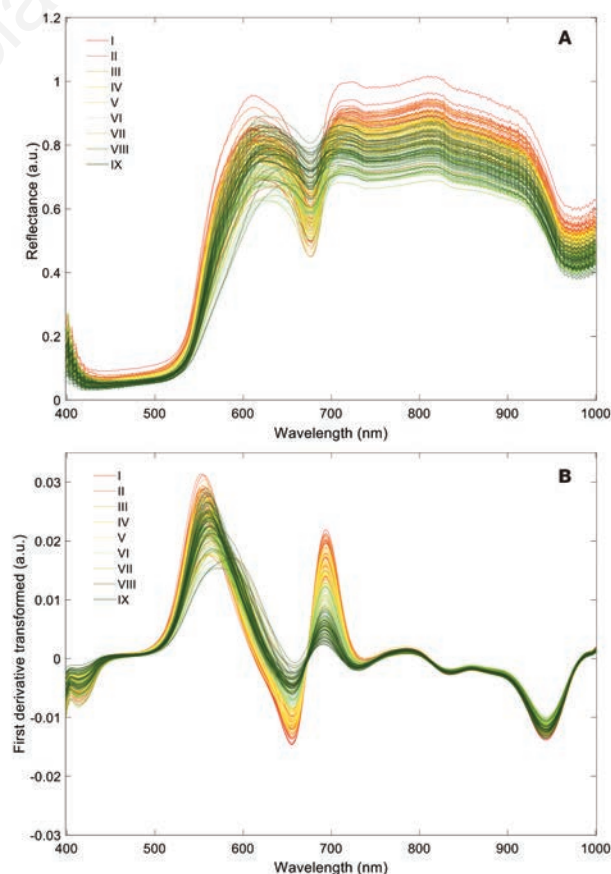 A
1.2
1
0.8
0.6
0.4
0.2
0
Reflectance (a.u.)
I
II
III
IV
V
VI
VII
VIII
IX
400 500 600 700 800 900 1000
Wavelength (nm)
B
0.03
0.02
0.01
0
-0.01
-0.02
-0.03
First derivative transformed (a.u.)
I
II
III
IV
V
VI
VII
VIII
IX
400 500 600 700 800 900 1000
Wavelength (nm)